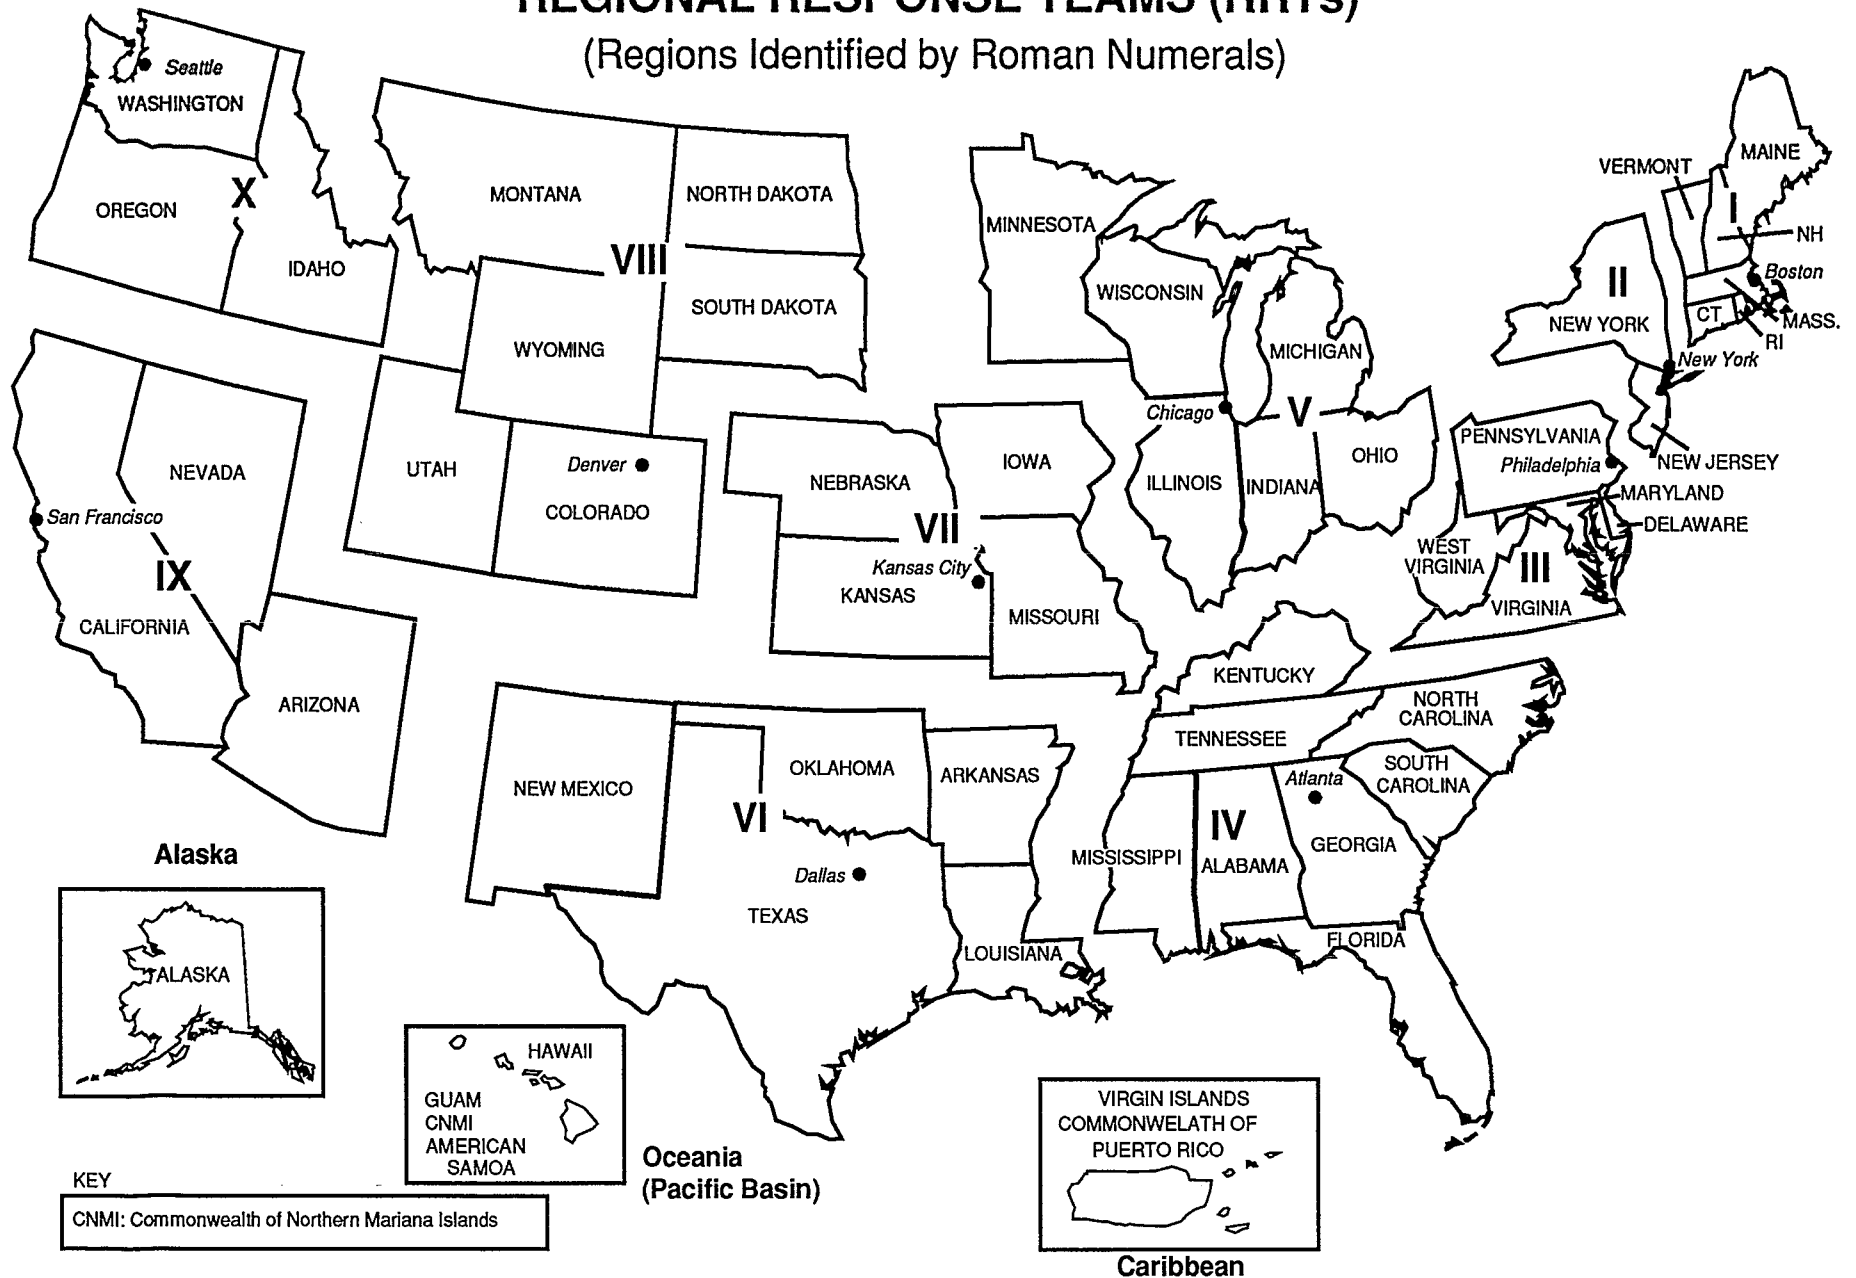 REGIONAL RESPONSE TEAMS (RRTs)
(Regions Identified by Roman Numerals)
Seattle
WASHINGTON
OREGON
X
IDAHO
MONTANA
NORTH DAKOTA
VIII
SOUTH DAKOTA
WYOMING
MINNESOTA
WISCONSIN
MICHIGAN
VERMONT
MAINE
I
NH
Boston
II
NEW YORK
CT
MASS.
RI
New York
NEVADA
UTAH
Denver
COLORADO
San Francisco
IX
CALIFORNIA
ARIZONA
NEBRASKA
IOWA
VII
Kansas City
KANSAS
MISSOURI
Chicago
V
ILLINOIS
INDIANA
OHIO
PENNSYLVANIA
Philadelphia
NEW JERSEY
MARYLAND
DELAWARE
WEST
VIRGINIA
III
VIRGINIA
KENTUCKY
NORTH
CAROLINA
TENNESSEE
SOUTH
CAROLINA
Atlanta
IV
GEORGIA
MISSISSIPPI
ALABAMA
FLORIDA
NEW MEXICO
OKLAHOMA
ARKANSAS
VI
Dallas
TEXAS
LOUISIANA
Alaska
ALASKA
HAWAII
GUAM
CNMI
AMERICAN
SAMOA
Oceania
(Pacific Basin)
VIRGIN ISLANDS
COMMONWELATH OF
PUERTO RICO
Caribbean
KEY
CNMI: Commonwealth of Northern Mariana Islands